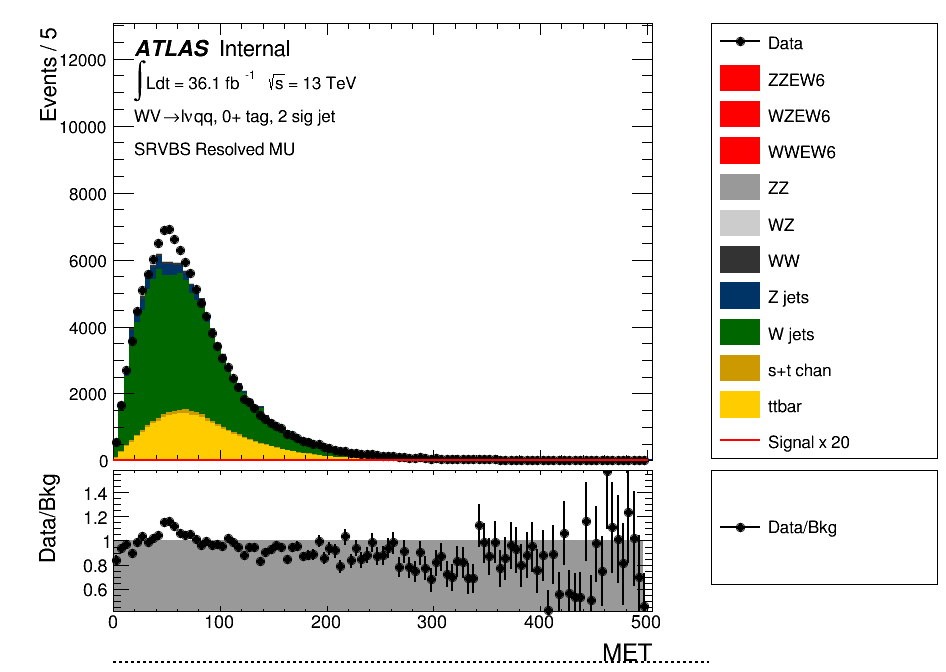 Events / 5
12000
10000
8000
6000
4000
2000
0
ATLAS Internal
∫Ldt = 36.1 fb⁻¹ √s = 13 TeV
WV→lνqq, 0+ tag, 2 sig jet
SRVBS Resolved MU
Data
ZZEW6
WZEW6
WWEW6
ZZ
WZ
WW
Z jets
W jets
s+t chan
ttbar
Signal x 20
Data/Bkg
1.4
1.2
1
0.8
0.6
0 100 200 300 400 500
MET
Data/Bkg